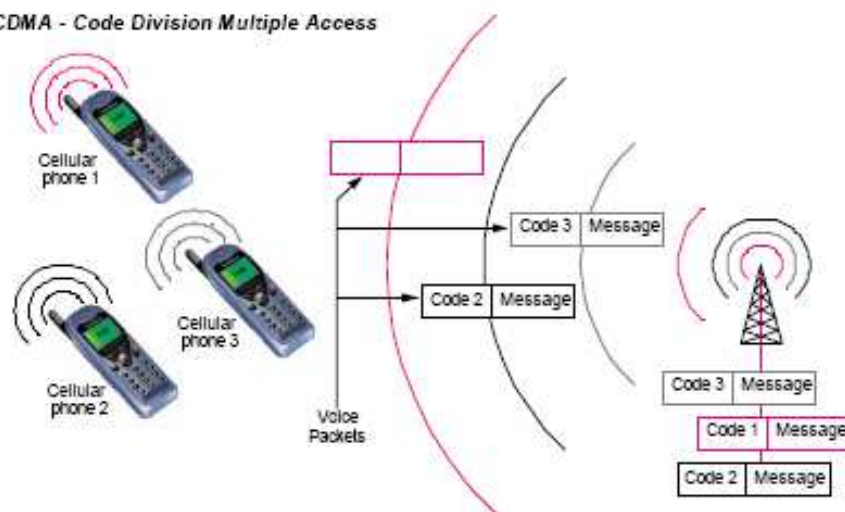 CDMA - Code Division Multiple Access
Cellular
phone 1
Cellular
phone 3
Cellular
phone 2
Voice
Packets
Code 3 Message
Code 2 Message
Code 3 Message
Code 1 Message
Code 2 Message